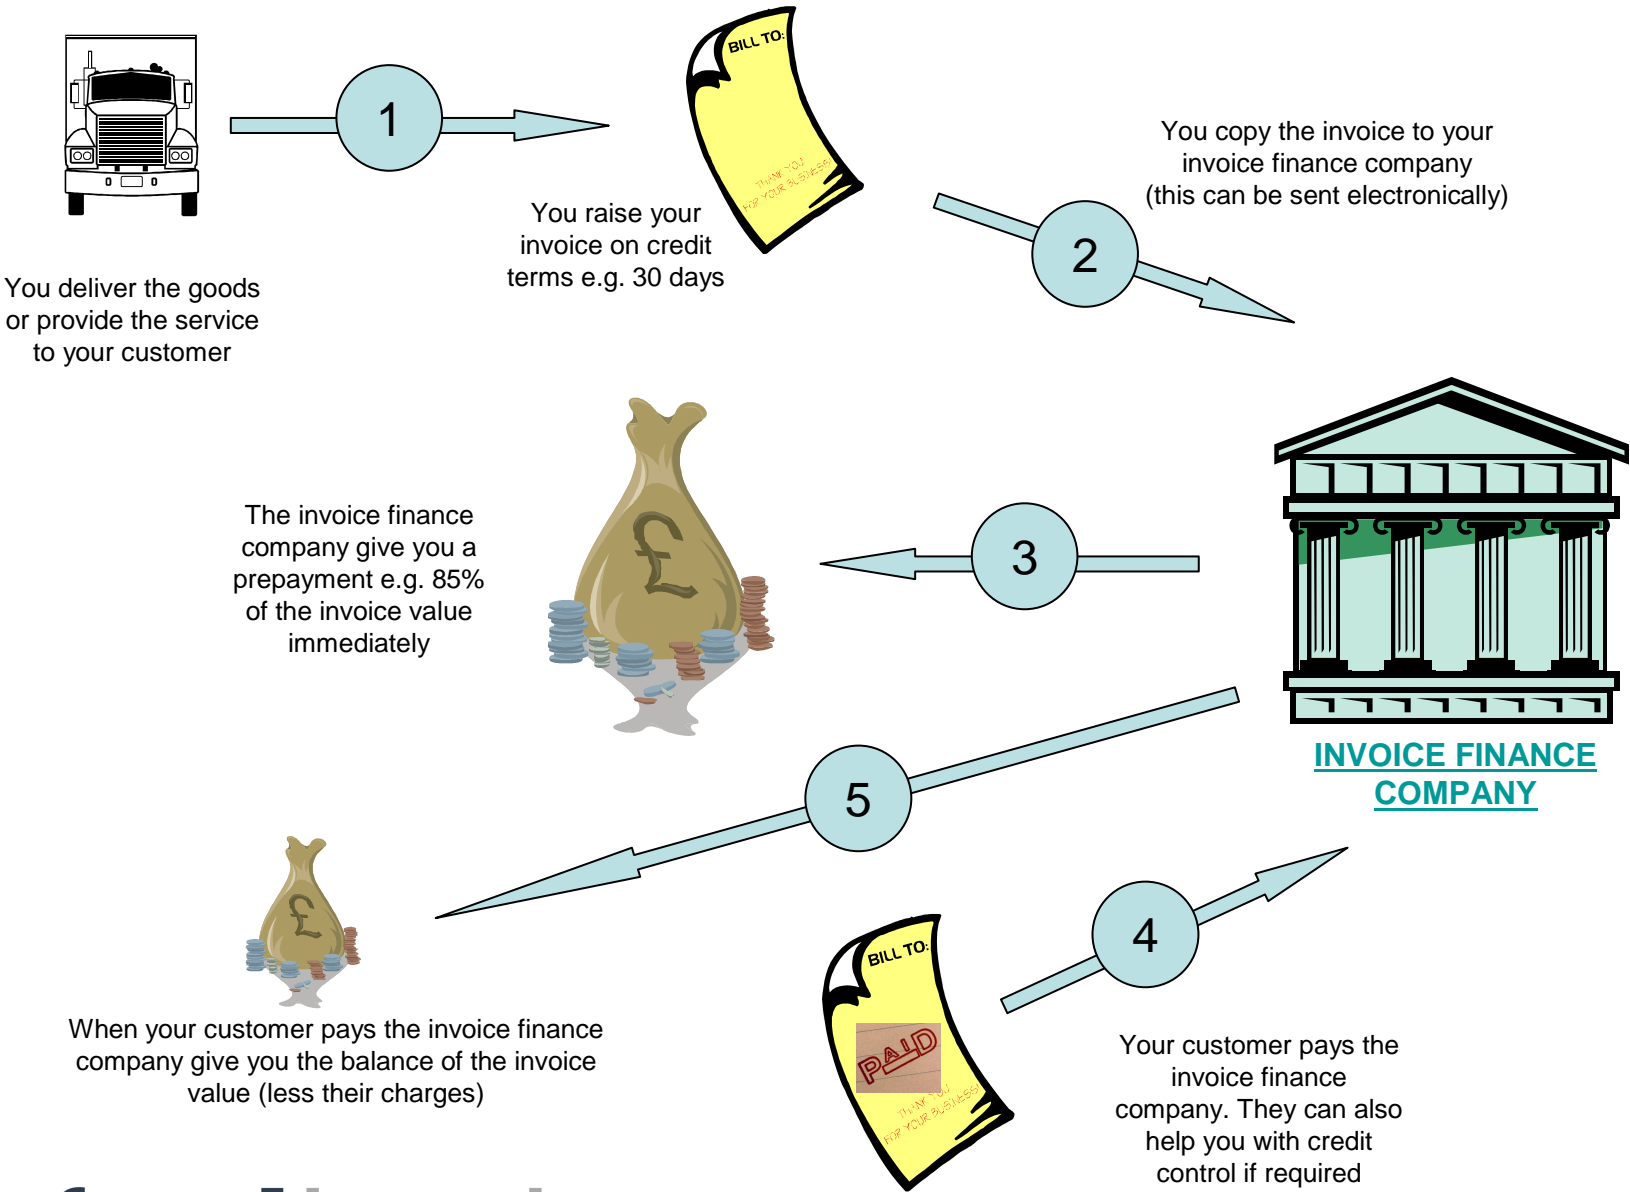 BILL TO:
THANK YOU
FOR YOUR BUSINESS!
1
You deliver the goods
or provide the service
to your customer
You raise your
invoice on credit
terms e.g. 30 days
2
You copy the invoice to your
invoice finance company
(this can be sent electronically)
3
The invoice finance
company give you a
prepayment e.g. 85%
of the invoice value
immediately
£
INVOICE FINANCE
COMPANY
5
£
When your customer pays the invoice finance
company give you the balance of the invoice
value (less their charges)
BILL TO:
PAID
THANK YOU
FOR YOUR BUSINESS!
4
Your customer pays the
invoice finance
company. They can also
help you with credit
control if required